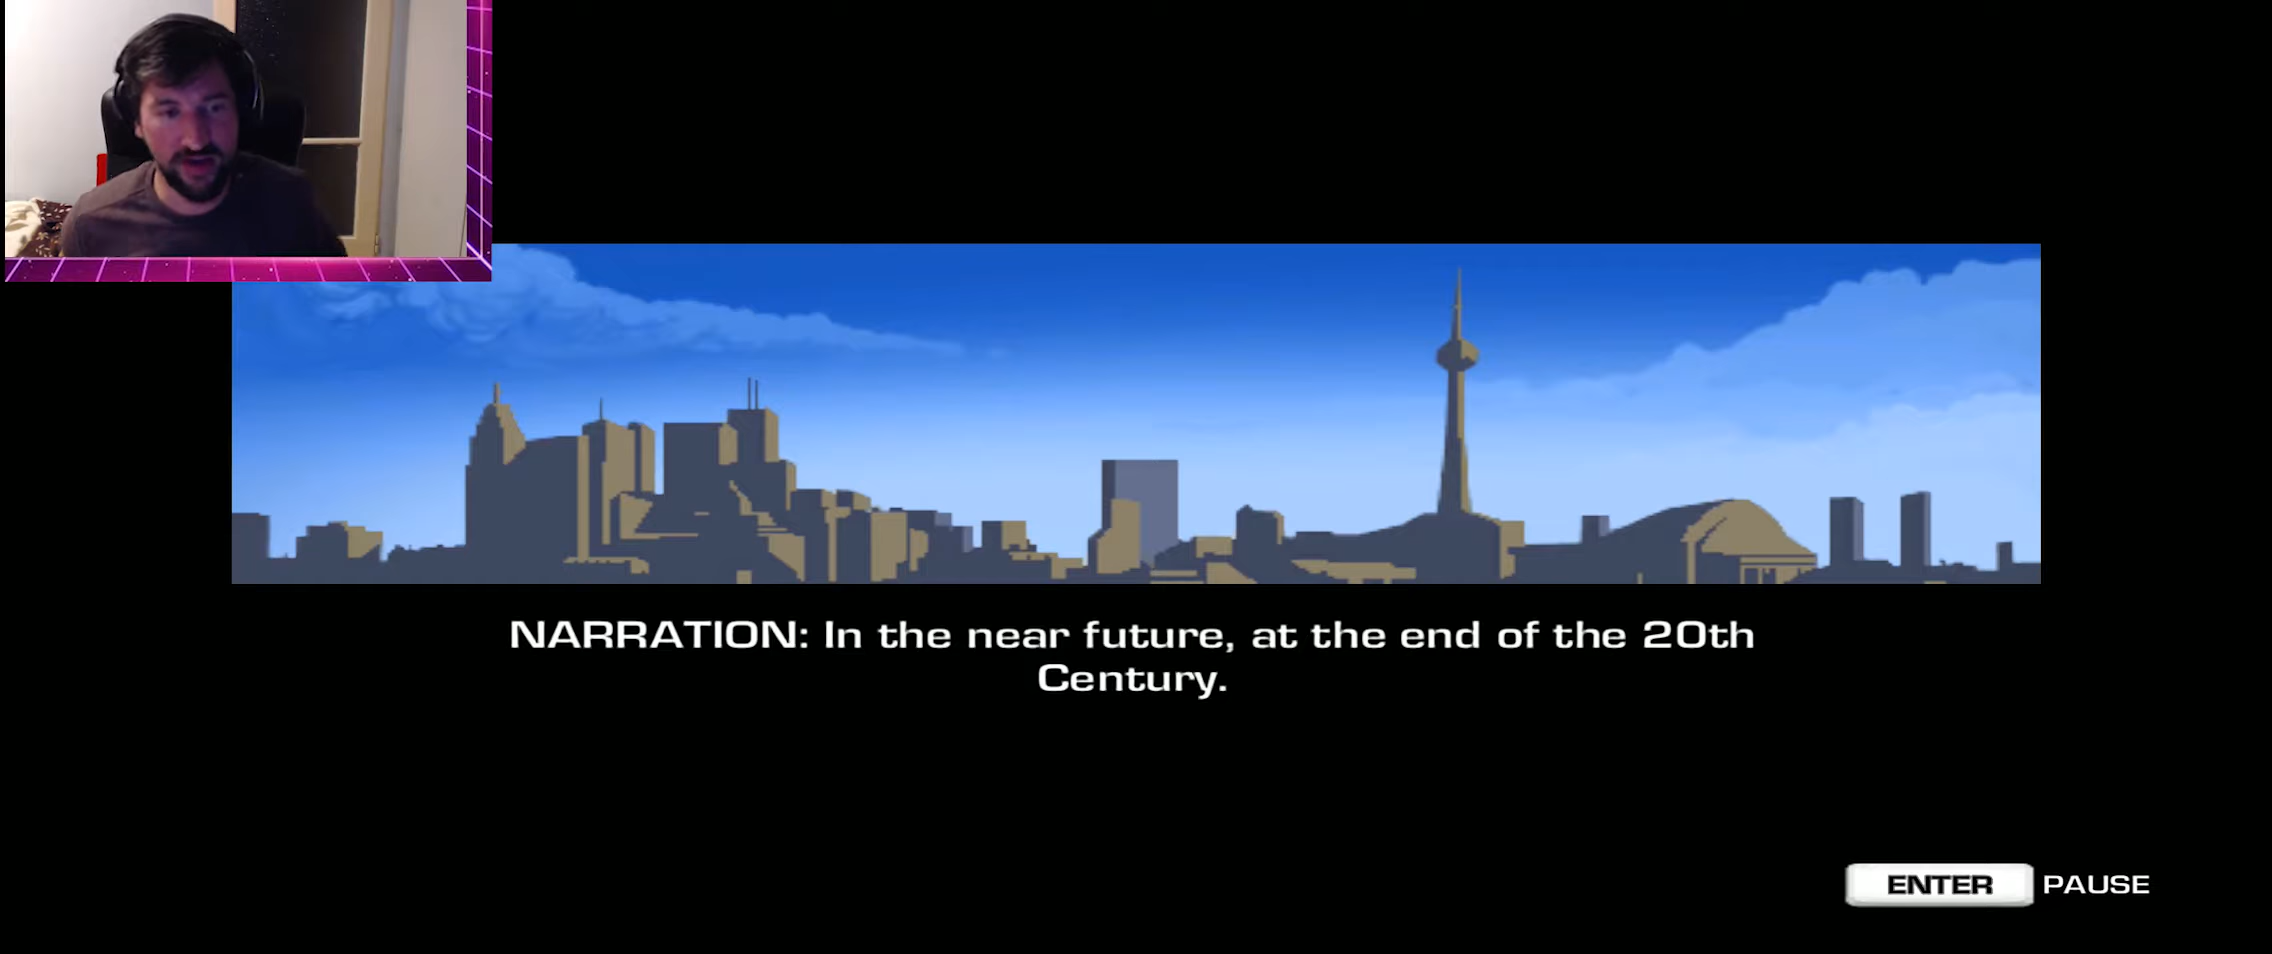 NARRATION: In the near future, at the end of the 20th
Century.
ENTER PAUSE